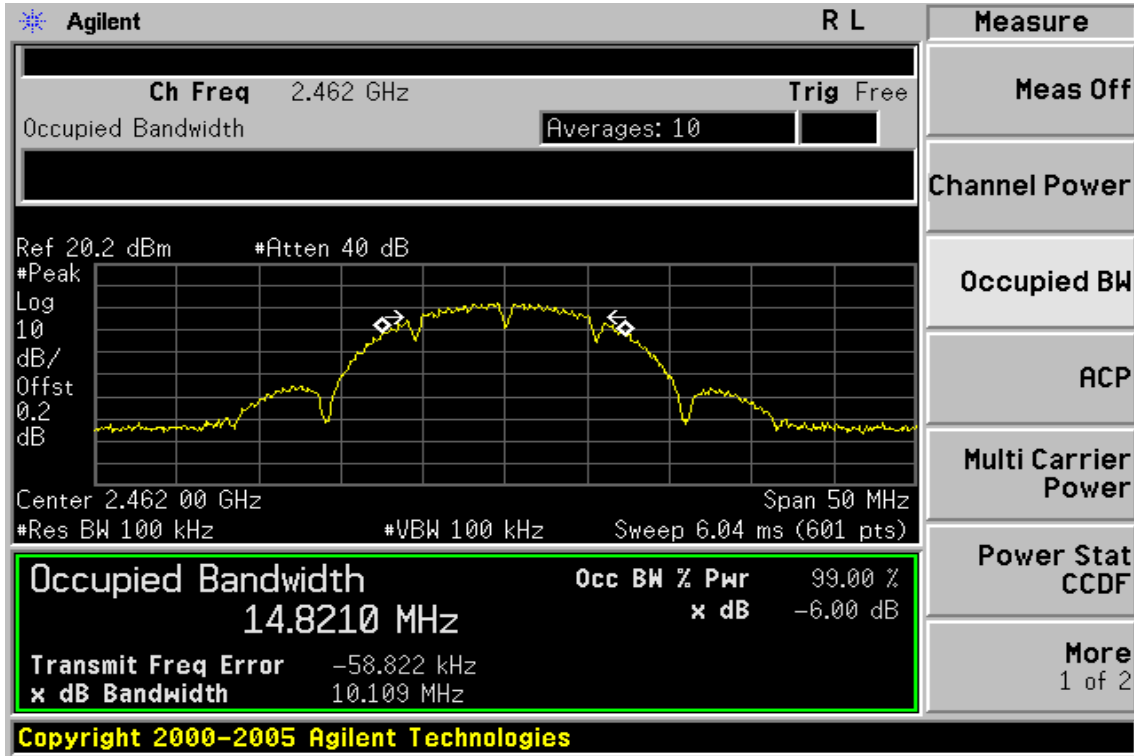 Agilent R L
Ch Freq 2.462 GHz Trig Free
Occupied Bandwidth Averages: 10
Ref 20.2 dBm #Atten 40 dB
#Peak
Log
10
dB/
Offst
0.2
dB
Center 2.462 00 GHz Span 50 MHz
#Res BW 100 kHz #VBW 100 kHz Sweep 6.04 ms (601 pts)
Occupied Bandwidth
14.8210 MHz
Occ BW % Pwr 99.00 %
x dB -6.00 dB
Transmit Freq Error -58.822 kHz
x dB Bandwidth 10.109 MHz
Copyright 2000-2005 Agilent Technologies
Measure
Meas Off
Channel Power
Occupied BW
ACP
Multi Carrier
Power
Power Stat
CCDF
More
1 of 2